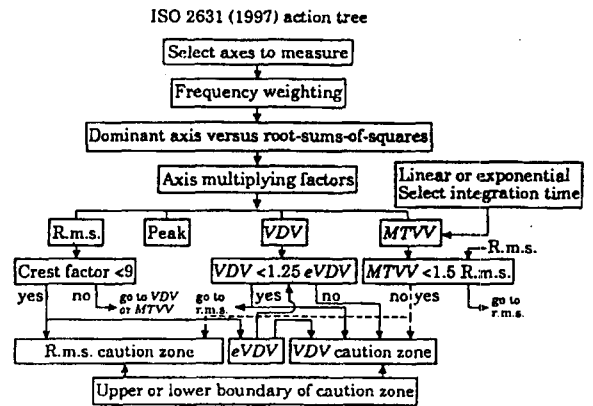 ISO 2631 (1997) action tree
Select axes to measure
Frequency weighting
Dominant axis versus root-sums-of-squares
Axis multiplying factors
Linear or exponential
Select integration time
R.m.s.
Peak
VDV
MTVV
R.m.s.
Crest factor <9
VDV <1.25 eVDV
MTVV <1.5 R.m.s.
yes
no
go to VDV
or MTVV
go to
r.m.s.
yes
no
no
yes
go to
r.m.s.
R.m.s. caution zone
eVDV
VDV caution zone
Upper or lower boundary of caution zone